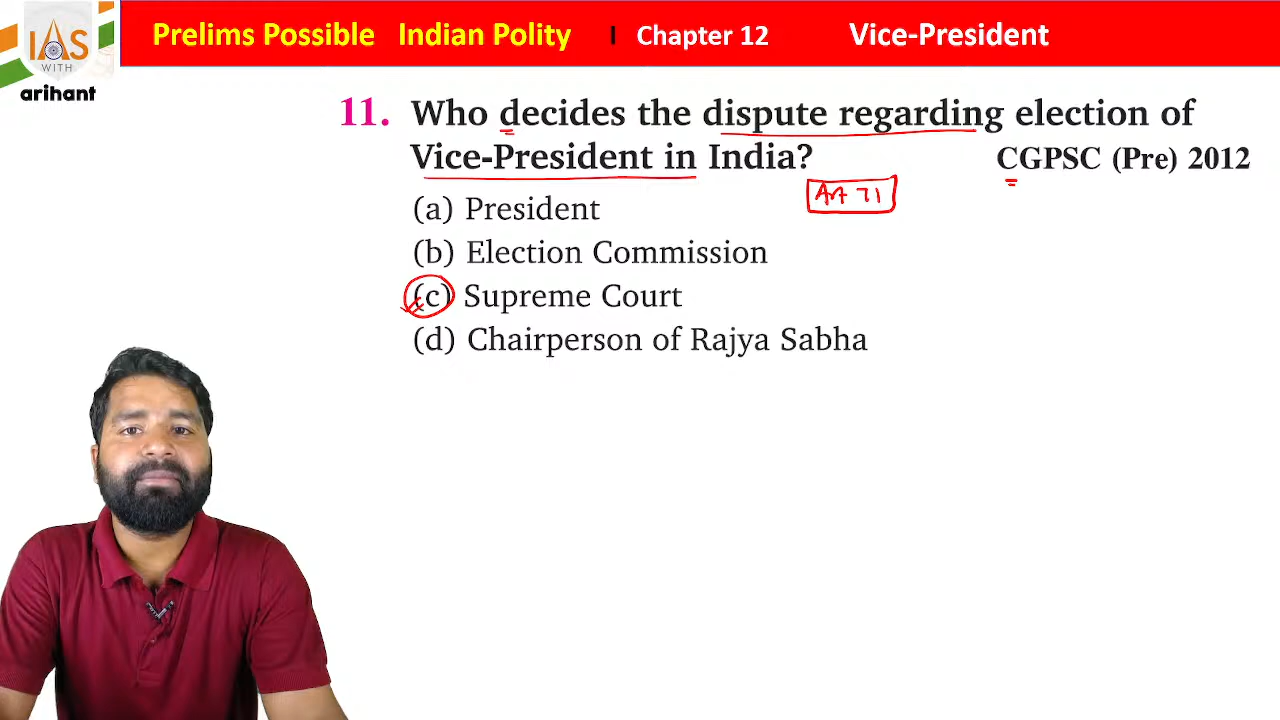 IAS
WITH
arihant
Prelims Possible Indian Polity | Chapter 12 Vice-President
11. Who decides the dispute regarding election of
Vice-President in India? CGPSC (Pre) 2012
Art 71
(a) President
(b) Election Commission
(c) Supreme Court
(d) Chairperson of Rajya Sabha